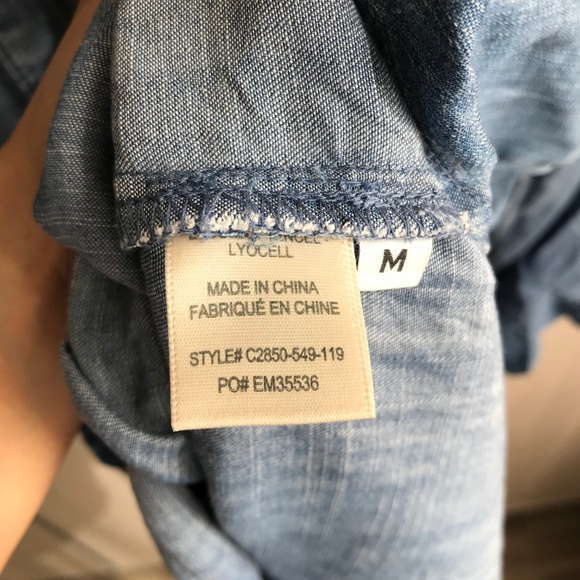 LYOCELL
MADE IN CHINA
FABRIQUÉ EN CHINE
STYLE# C2850-549-119
PO# EM35536
M